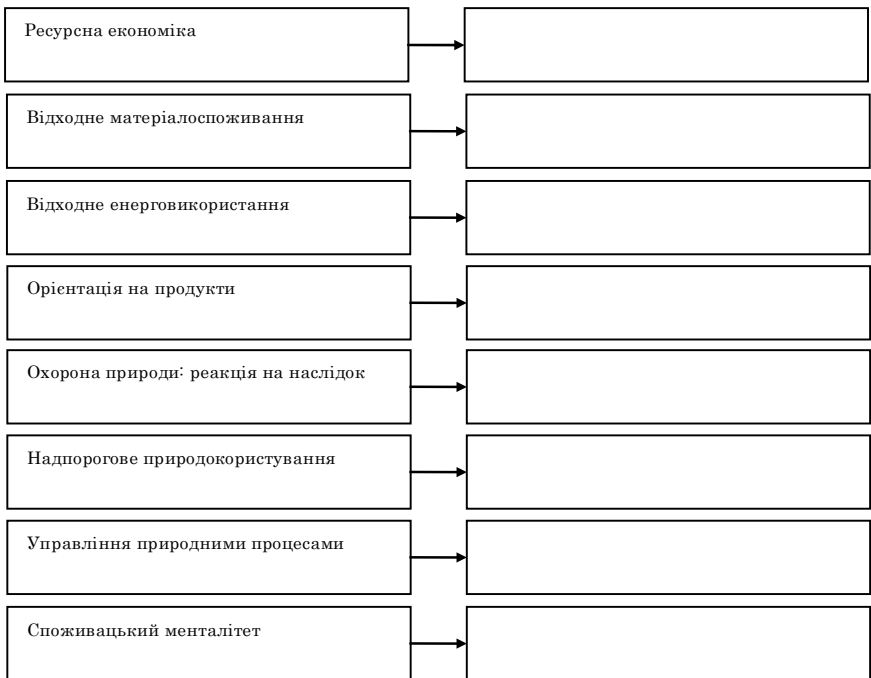 Ресурсна економіка
Відходне матеріалоспоживання
Відходне енерговикористання
Орієнтація на продукти
Охорона природи: реакція на наслідок
Надпорогове природокористування
Управління природними процесами
Споживацький менталітет